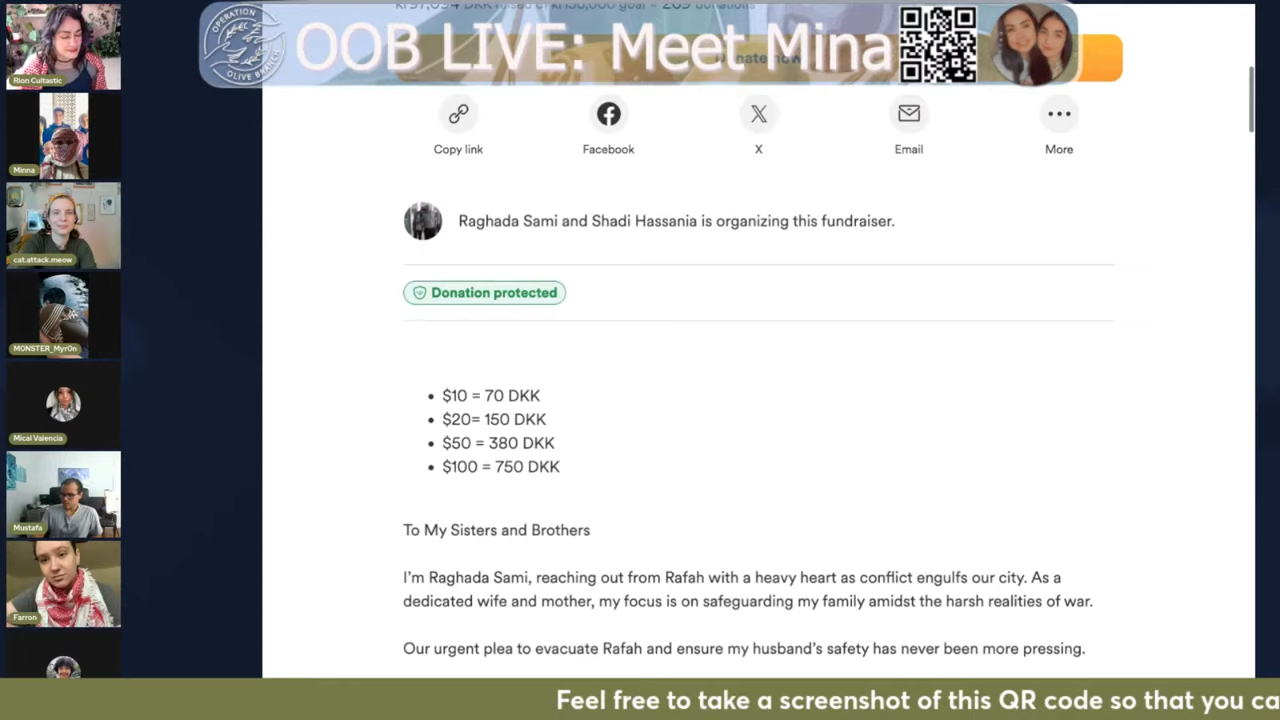 OPERATION
OLIVE BRANCH
OOB LIVE: Meet Mina
Copy link
Facebook
X
Email
More
Raghada Sami and Shadi Hassania is organizing this fundraiser.
Donation protected
• $10 = 70 DKK
• $20= 150 DKK
• $50 = 380 DKK
• $100 = 750 DKK
To My Sisters and Brothers
I’m Raghada Sami, reaching out from Rafah with a heavy heart as conflict engulfs our city. As a
dedicated wife and mother, my focus is on safeguarding my family amidst the harsh realities of war.
Our urgent plea to evacuate Rafah and ensure my husband’s safety has never been more pressing.
Rion Cultastic
Minna
cat.attack.meow
MONSTER_Myr0n
Mical Valencia
Mustafa
Farron
Feel free to take a screenshot of this QR code so that you ca